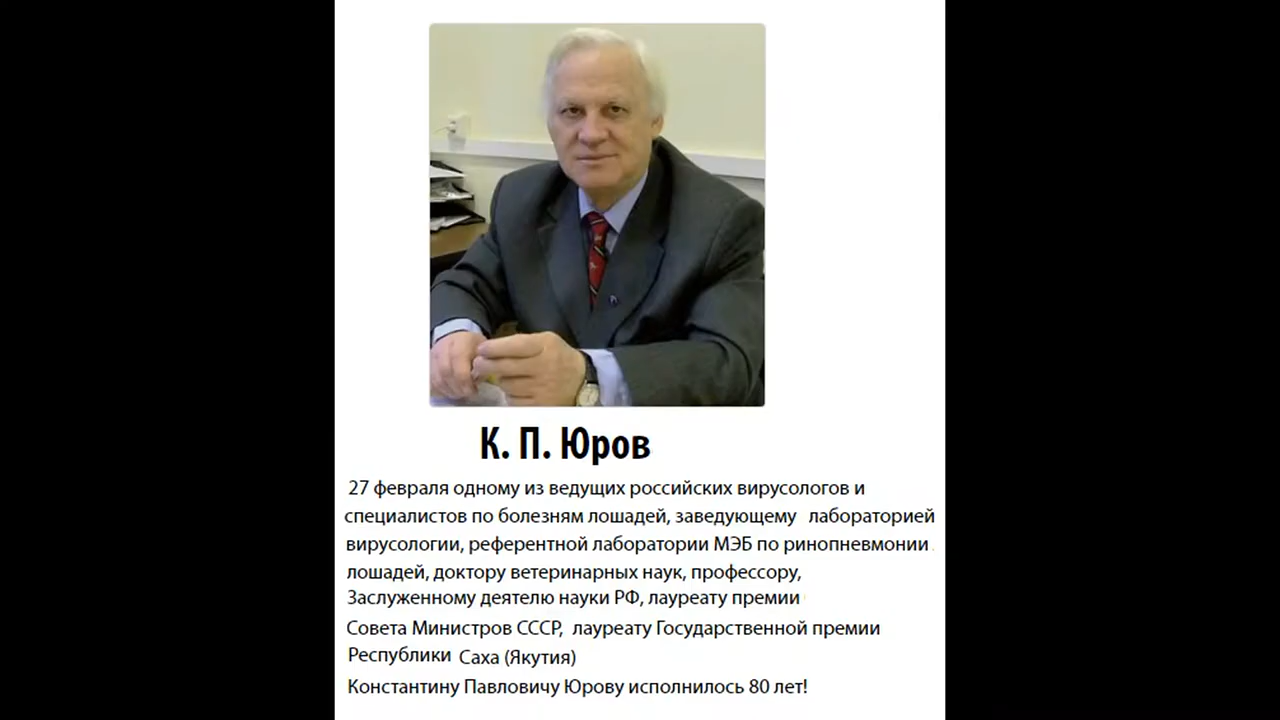 К. П. Юров
27 февраля одному из ведущих российских вирусологов и
специалистов по болезням лошадей, заведующему лабораторией
вирусологии, референтной лаборатории МЭБ по ринопневмонии
лошадей, доктору ветеринарных наук, профессору,
Заслуженному деятелю науки РФ, лауреату премии
Совета Министров СССР, лауреату Государственной премии
Республики Саха (Якутия)
Константину Павловичу Юрову исполнилось 80 лет!